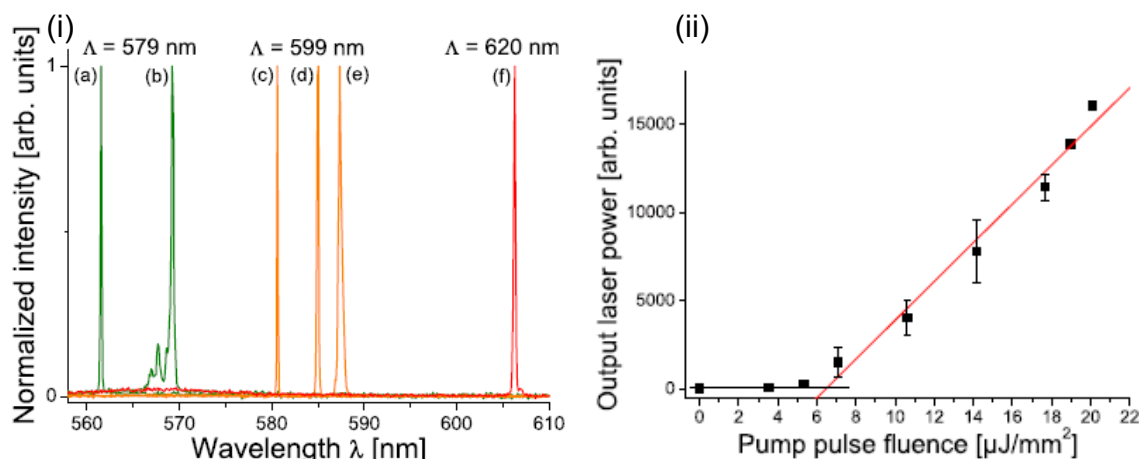 (i)
Λ = 579 nm Λ = 599 nm Λ = 620 nm
(a) (b) (c) (d) (e) (f)
1
0
560 570 580 590 600 610
Wavelength λ [nm]
Normalized intensity [arb. units]
(ii)
15000
10000
5000
0
0 2 4 6 8 10 12 14 16 18 20 22
Pump pulse fluence [µJ/mm²]
Output laser power [arb. units]